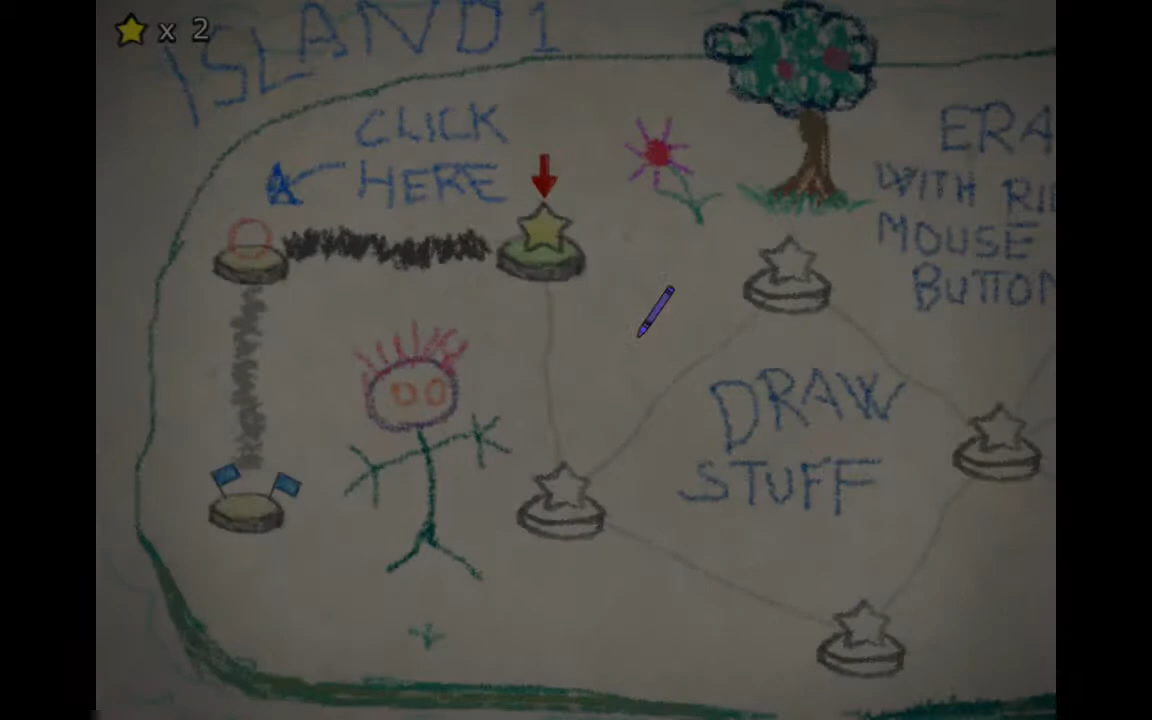 x 2
ISLAND 1
CLICK
HERE
ERA
WITH RI
MOUSE
BUTTON
DRAW
STUFF